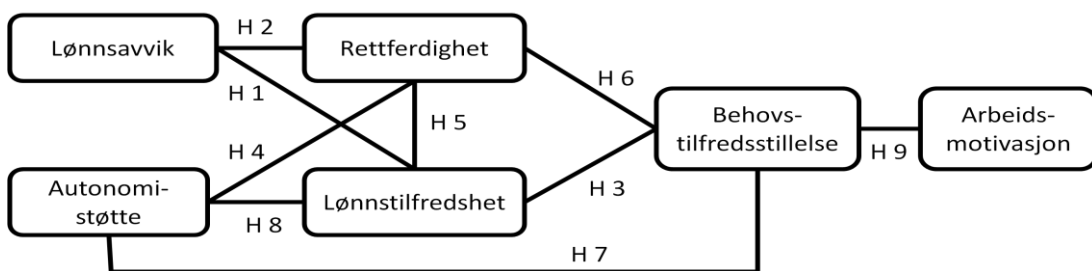 H 2
Lønnsavvik
Rettferdighet
H 6
H 1
H 5
Behovs-
tilfredsstillelse
Arbeids-
motivasjon
H 4
H 9
Autonomi-
støtte
Lønnstilfredshet
H 3
H 8
H 7